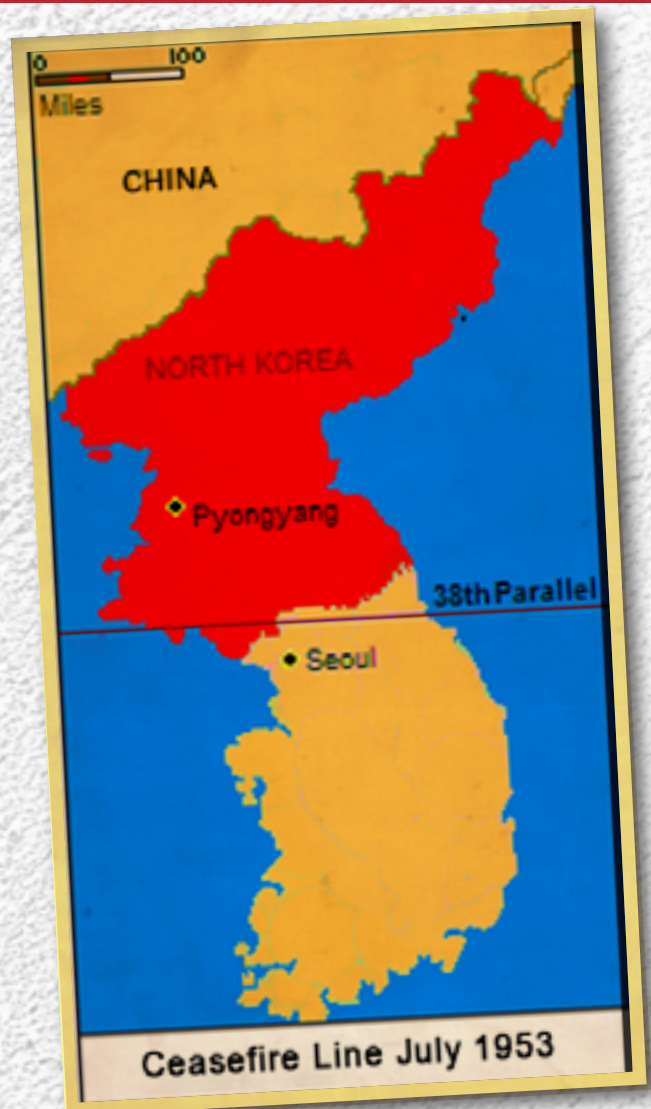 0 100
Miles
CHINA
NORTH KOREA
Pyongyang
38th Parallel
Seoul
Ceasefire Line July 1953